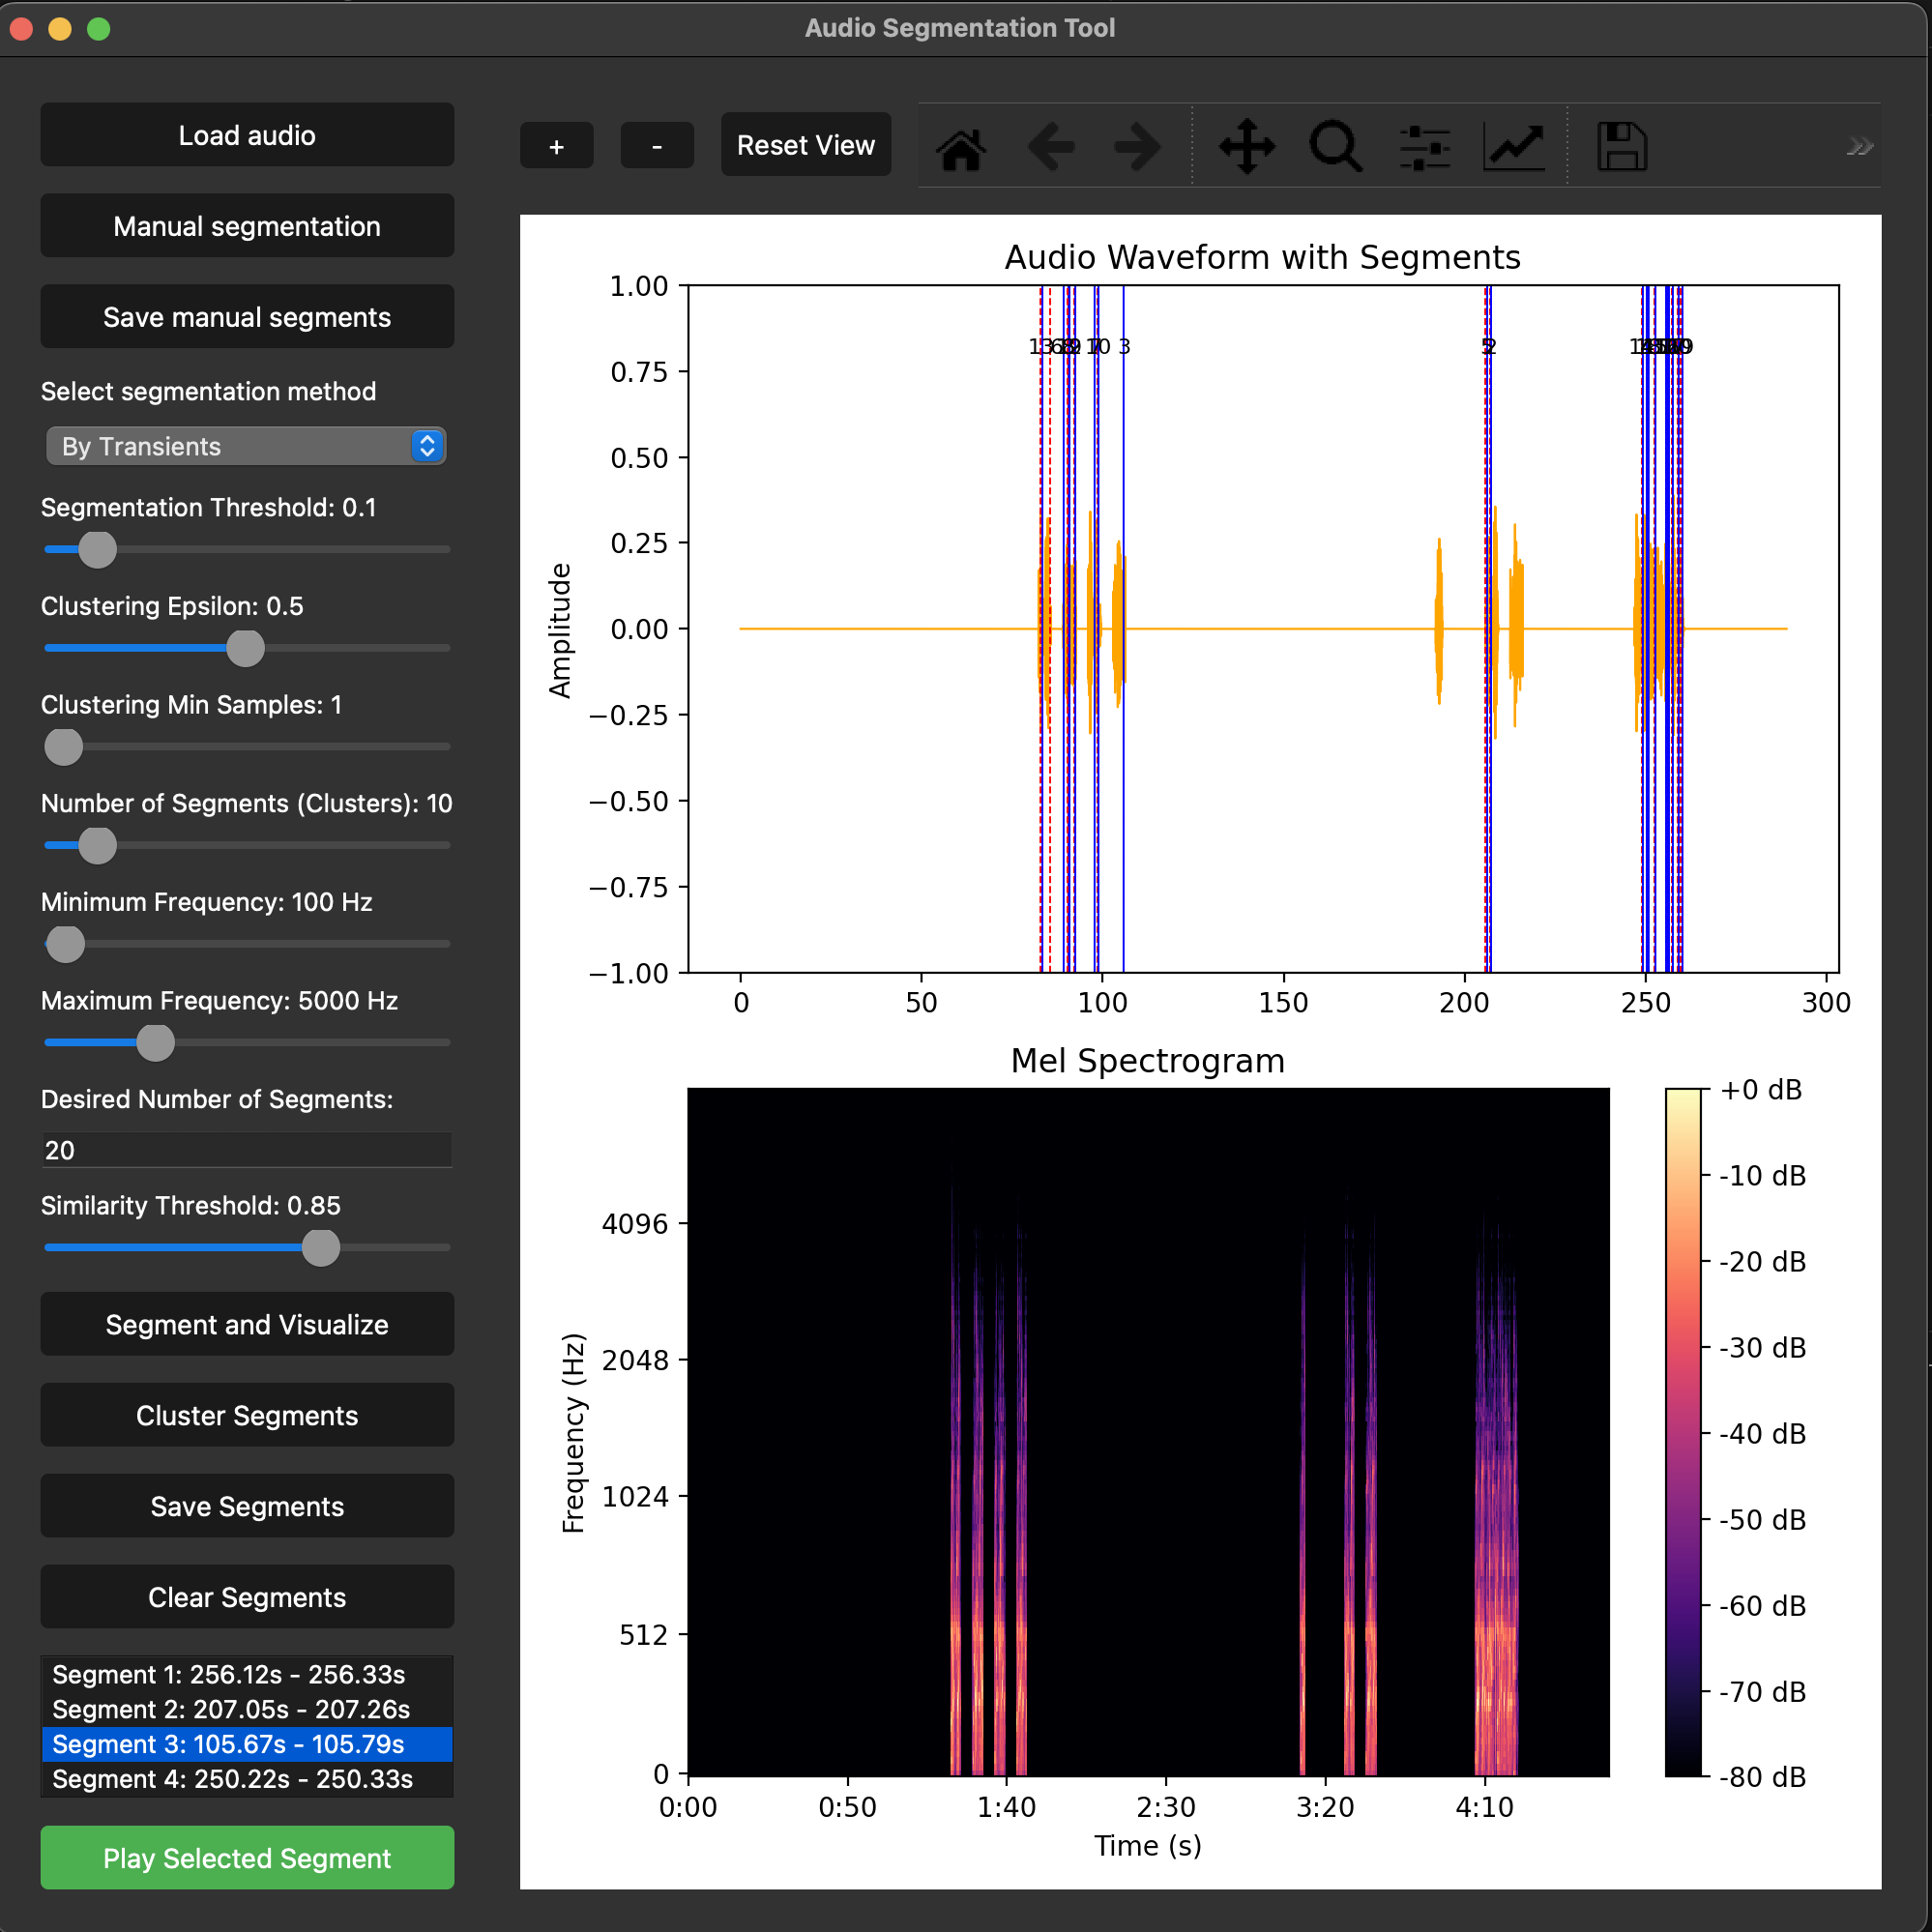 Audio Segmentation Tool
Load audio
Manual segmentation
Save manual segments
Select segmentation method
By Transients
Segmentation Threshold: 0.1
Clustering Epsilon: 0.5
Clustering Min Samples: 1
Number of Segments (Clusters): 10
Minimum Frequency: 100 Hz
Maximum Frequency: 5000 Hz
Desired Number of Segments:
20
Similarity Threshold: 0.85
Segment and Visualize
Cluster Segments
Save Segments
Clear Segments
Segment 1: 256.12s - 256.33s
Segment 2: 207.05s - 207.26s
Segment 3: 105.67s - 105.79s
Segment 4: 250.22s - 250.33s
Play Selected Segment
+
-
Reset View
»
Audio Waveform with Segments
Amplitude
1.00
0.75
0.50
0.25
0.00
−0.25
−0.50
−0.75
−1.00
3
0 50 100 150 200 250 300
Mel Spectrogram
Frequency (Hz)
4096
2048
1024
512
0
0:00 0:50 1:40 2:30 3:20 4:10
Time (s)
+0 dB
-10 dB
-20 dB
-30 dB
-40 dB
-50 dB
-60 dB
-70 dB
-80 dB